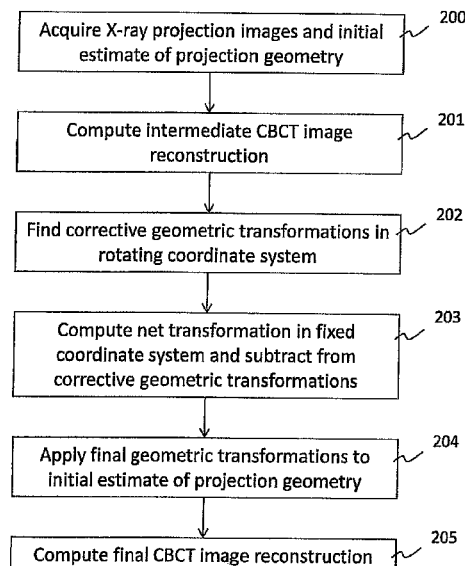 200
Acquire X-ray projection images and initial
estimate of projection geometry
201
Compute intermediate CBCT image
reconstruction
202
Find corrective geometric transformations in
rotating coordinate system
203
Compute net transformation in fixed
coordinate system and subtract from
corrective geometric transformations
204
Apply final geometric transformations to
initial estimate of projection geometry
205
Compute final CBCT image reconstruction